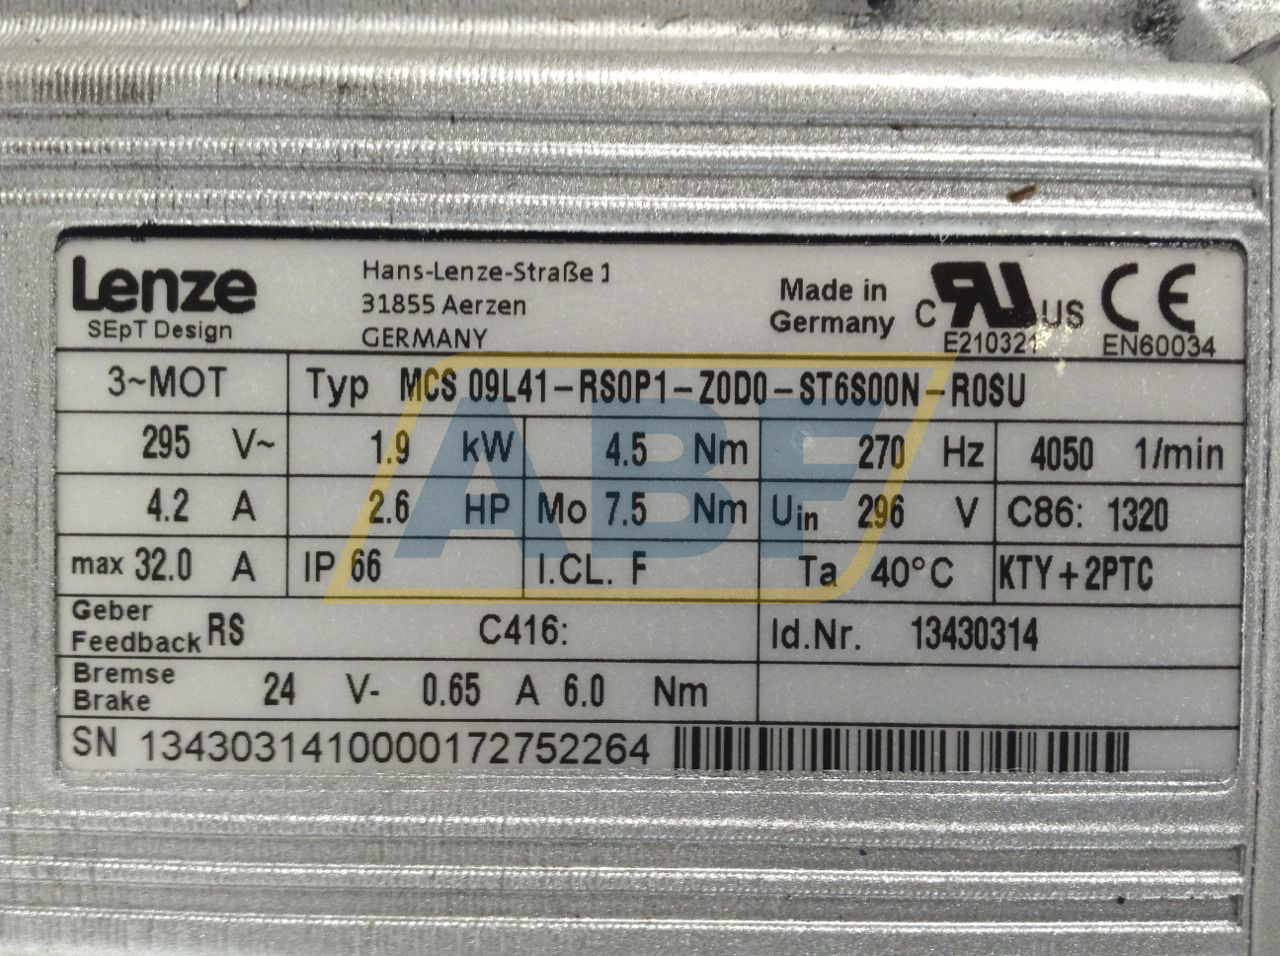 Lenze
SEpT Design
Hans-Lenze-Straße 1
31855 Aerzen
GERMANY
Made in
Germany
C UR US
E210321
CE
EN60034
3~MOT Typ MCS 09L41-RS0P1-Z0D0-ST6S00N-R0SU
295 V~ 1.9 kW 4.5 Nm 270 Hz 4050 1/min
4.2 A 2.6 HP Mo 7.5 Nm Uin 296 V C86: 1320
max 32.0 A IP 66 I.CL. F Ta 40°C KTY+2PTC
Geber
Feedback RS C416: Id.Nr. 13430314
Bremse
Brake 24 V- 0.65 A 6.0 Nm
SN 1343031410000172752264
ABF